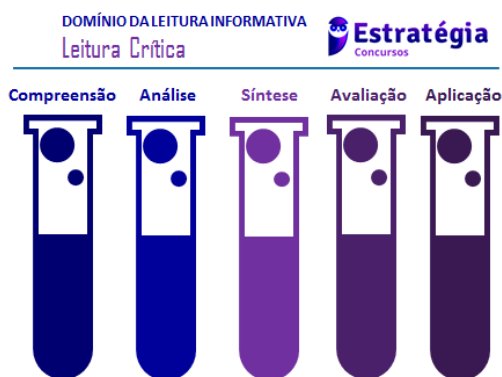 DOMÍNIO DA LEITURA INFORMATIVA
Leitura Crítica
Estratégia
Concursos
Compreensão Análise Síntese Avaliação Aplicação